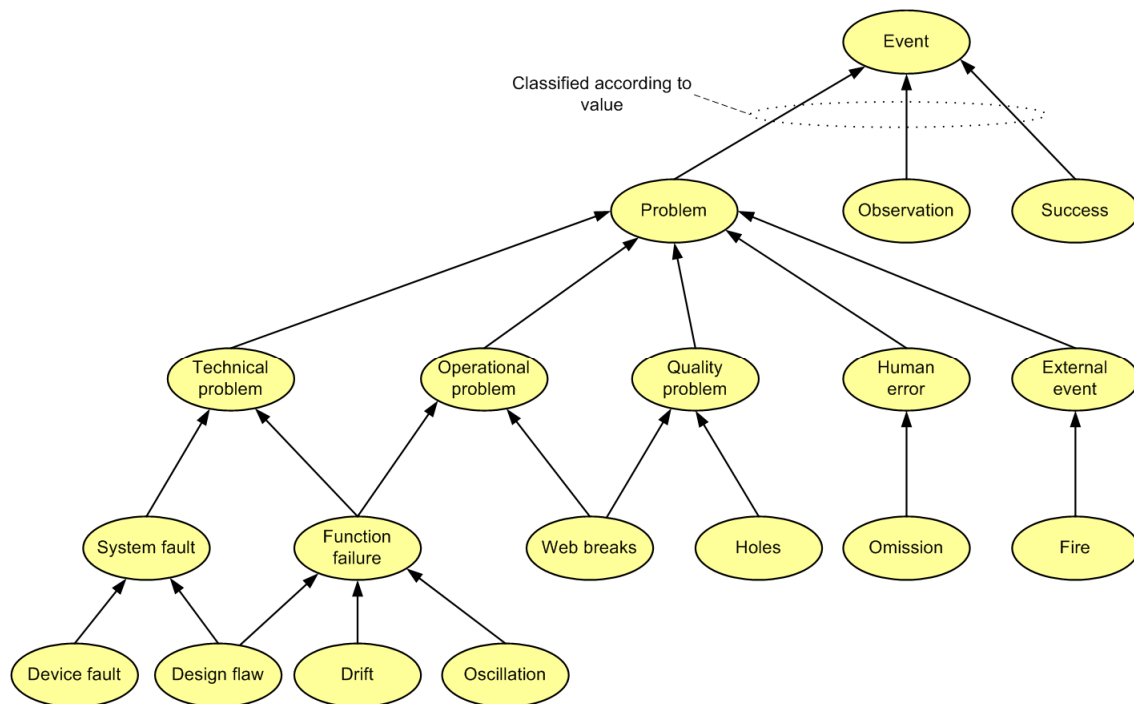 Event
Classified according to
value
Problem
Observation
Success
Technical
problem
Operational
problem
Quality
problem
Human
error
External
event
System fault
Function
failure
Web breaks
Holes
Omission
Fire
Device fault
Design flaw
Drift
Oscillation